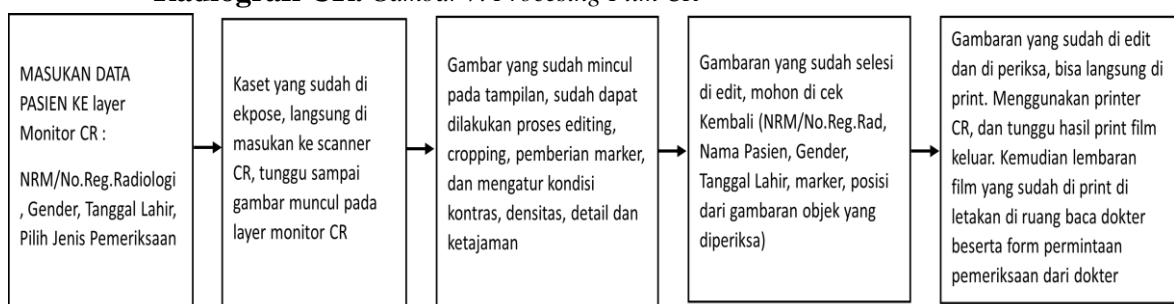 Radiografi CR. Gambar 7. Procesing Film CR
MASUKAN DATA
PASIEN KE layer
Monitor CR :
NRM/No.Reg.Radiologi
, Gender, Tanggal Lahir,
Pilih Jenis Pemeriksaan
Kaset yang sudah di
ekpose, langsung di
masukan ke scanner
CR, tunggu sampai
gambar muncul pada
layer monitor CR
Gambar yang sudah mincul
pada tampilan, sudah dapat
dilakukan proses editing,
cropping, pemberian marker,
dan mengatur kondisi
kontras, densitas, detail dan
ketajaman
Gambaran yang sudah selesi
di edit, mohon di cek
Kembali (NRM/No.Reg.Rad,
Nama Pasien, Gender,
Tanggal Lahir, marker, posisi
dari gambaran objek yang
diperiksa)
Gambaran yang sudah di edit
dan di periksa, bisa langsung di
print. Menggunakan printer
CR, dan tunggu hasil print film
keluar. Kemudian lembaran
film yang sudah di print di
letakan di ruang baca dokter
beserta form permintaan
pemeriksaan dari dokter